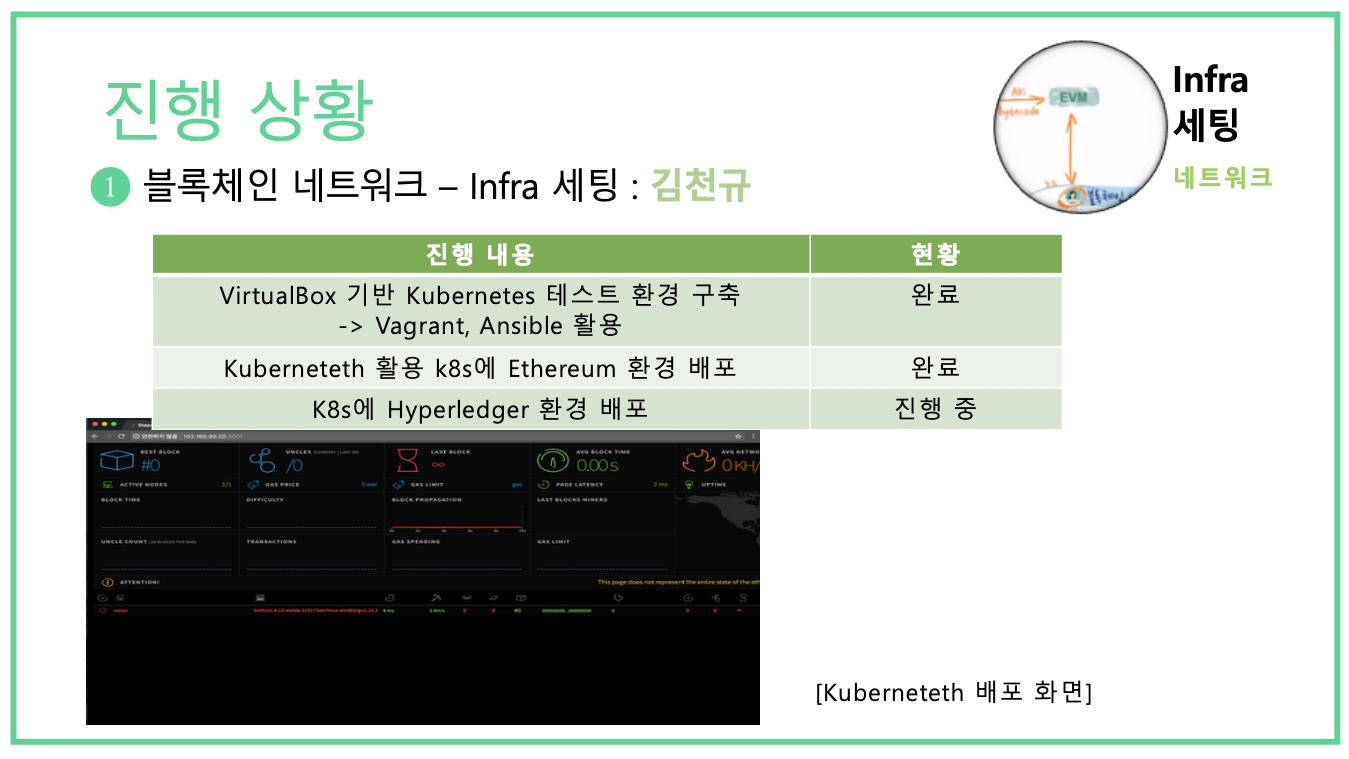 진행 상황
ABI
bytecode
EVM
Infra
세팅
네트워크
1 블록체인 네트워크 – Infra 세팅 : 김천규
진행 내용 현황
VirtualBox 기반 Kubernetes 테스트 환경 구축 완료
-> Vagrant, Ansible 활용
Kuberneteth 활용 k8s에 Ethereum 환경 배포 완료
K8s에 Hyperledger 환경 배포 진행 중
BEST BLOCK
#0
UNCLES
/0
LAST BLOCK
∞
AVG BLOCK TIME
0.00 s
AVG NETWO
0 KH/
ACTIVE NODES 1/1
GAS PRICE 0 wei
GAS LIMIT gas
PAGE LATENCY 2 ms
UPTIME
BLOCK TIME
DIFFICULTY
BLOCK PROPAGATION
LAST BLOCKS MINERS
UNCLE COUNT
TRANSACTIONS
GAS SPENDING
GAS LIMIT
ATTENTION!
This page does not represent the entire state of the eth
miner
[Kuberneteth 배포 화면]